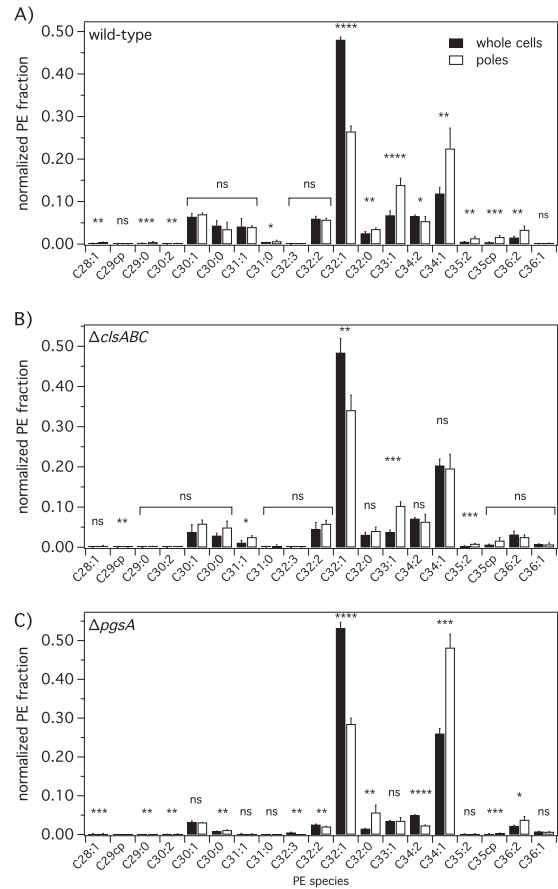 A)
wild-type
whole cells
poles
normalized PE fraction
0.50
0.40
0.30
0.20
0.10
0.00
** ns *** ** ns * ns **** ** **** * ** ** *** ** ns
C28:1 C29cp C29:0 C30:2 C30:1 C30:0 C31:1 C31:0 C32:3 C32:2 C32:1 C32:0 C33:1 C34:2 C34:1 C35:2 C35cp C36:2 C36:1
B)
ΔclsABC
normalized PE fraction
0.50
0.40
0.30
0.20
0.10
0.00
ns ** ns * ns ** ns *** ns ns *** ns
C28:1 C29cp C29:0 C30:2 C30:1 C30:0 C31:1 C31:0 C32:3 C32:2 C32:1 C32:0 C33:1 C34:2 C34:1 C35:2 C35cp C36:2 C36:1
C)
ΔpgsA
normalized PE fraction
0.50
0.40
0.30
0.20
0.10
0.00
*** ** ** ns ** ns ns ** ** **** ** ns **** *** ns *** * ns
C28:1 C29cp C29:0 C30:2 C30:1 C30:0 C31:1 C31:0 C32:3 C32:2 C32:1 C32:0 C33:1 C34:2 C34:1 C35:2 C35cp C36:2 C36:1
PE species